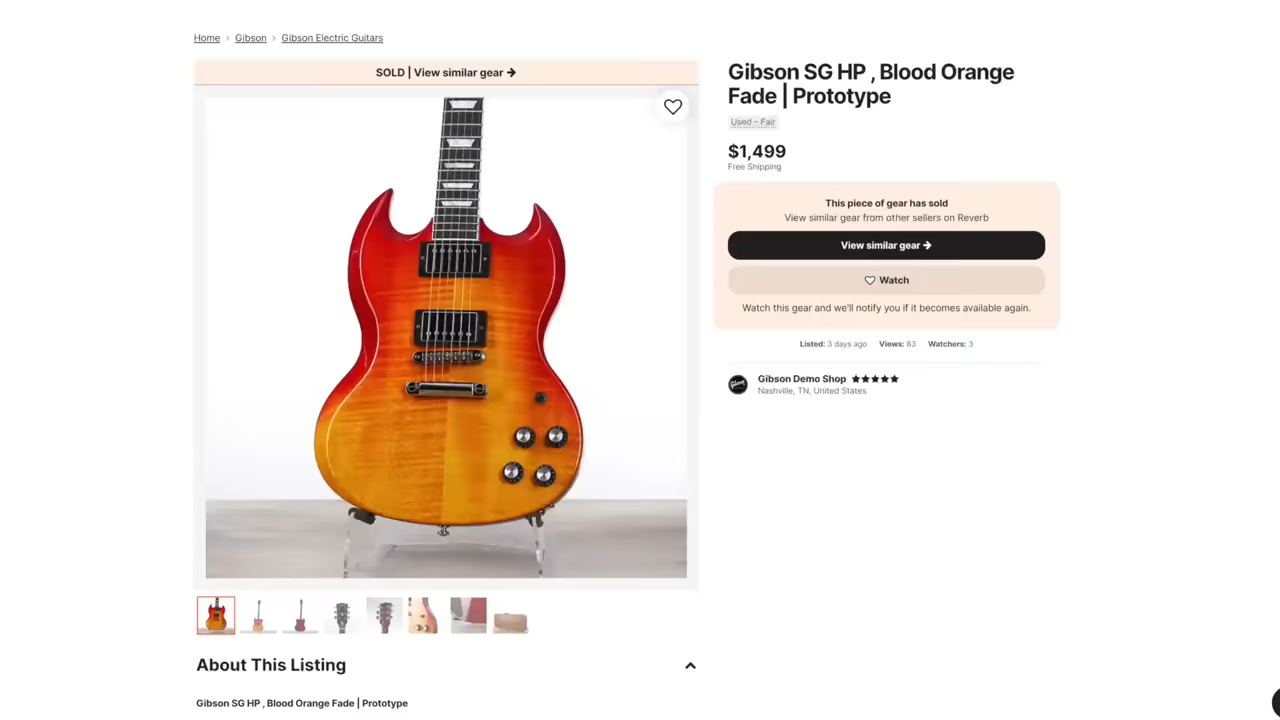 Home > Gibson > Gibson Electric Guitars
SOLD | View similar gear →
Gibson SG HP , Blood Orange
Fade | Prototype
Used – Fair
$1,499
Free Shipping
This piece of gear has sold
View similar gear from other sellers on Reverb
View similar gear →
Watch
Watch this gear and we'll notify you if it becomes available again.
Listed: 3 days ago Views: 83 Watchers: 3
Gibson Demo Shop ★★★★★
Nashville, TN, United States
About This Listing
Gibson SG HP , Blood Orange Fade | Prototype